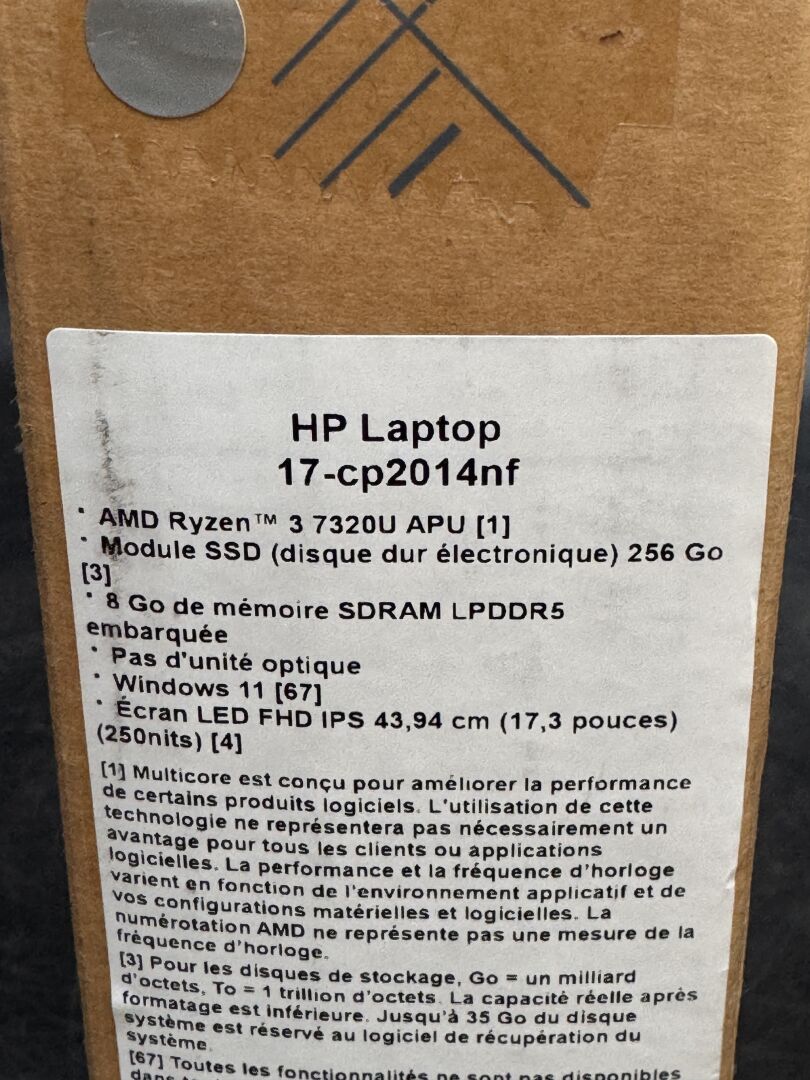 HP Laptop
17-cp2014nf
· AMD Ryzen™ 3 7320U APU [1]
· Module SSD (disque dur électronique) 256 Go
[3]
· 8 Go de mémoire SDRAM LPDDR5
embarquée
· Pas d'unité optique
· Windows 11 [67]
· Écran LED FHD IPS 43,94 cm (17,3 pouces)
(250nits) [4]
[1] Multicore est conçu pour améliorer la performance
de certains produits logiciels. L'utilisation de cette
technologie ne représentera pas nécessairement un
avantage pour tous les clients ou applications
logicielles. La performance et la fréquence d'horloge
varient en fonction de l'environnement applicatif et de
vos configurations matérielles et logicielles. La
numérotation AMD ne représente pas une mesure de la
fréquence d'horloge.
[3] Pour les disques de stockage, Go = un milliard
d'octets, To = 1 trillion d'octets. La capacité réelle après
formatage est inférieure. Jusqu'à 35 Go du disque
système est réservé au logiciel de récupération du
système.
[67] Toutes les fonctionnalités ne sont pas disponibles
dans